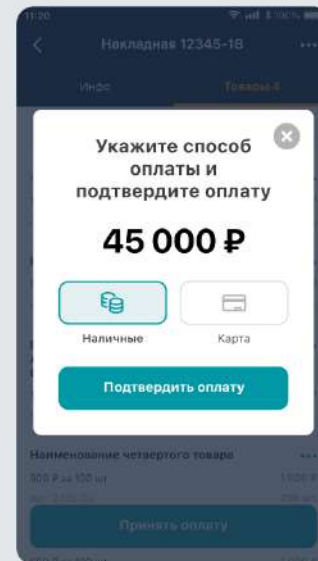 11:20
100%
Накладная 12345-18
Инфо
Товары 4
Укажите способ
оплаты и
подтвердите оплату
45 000 ₽
Наличные
Карта
Подтвердить оплату
Наименование четвертого товара
Принять оплату